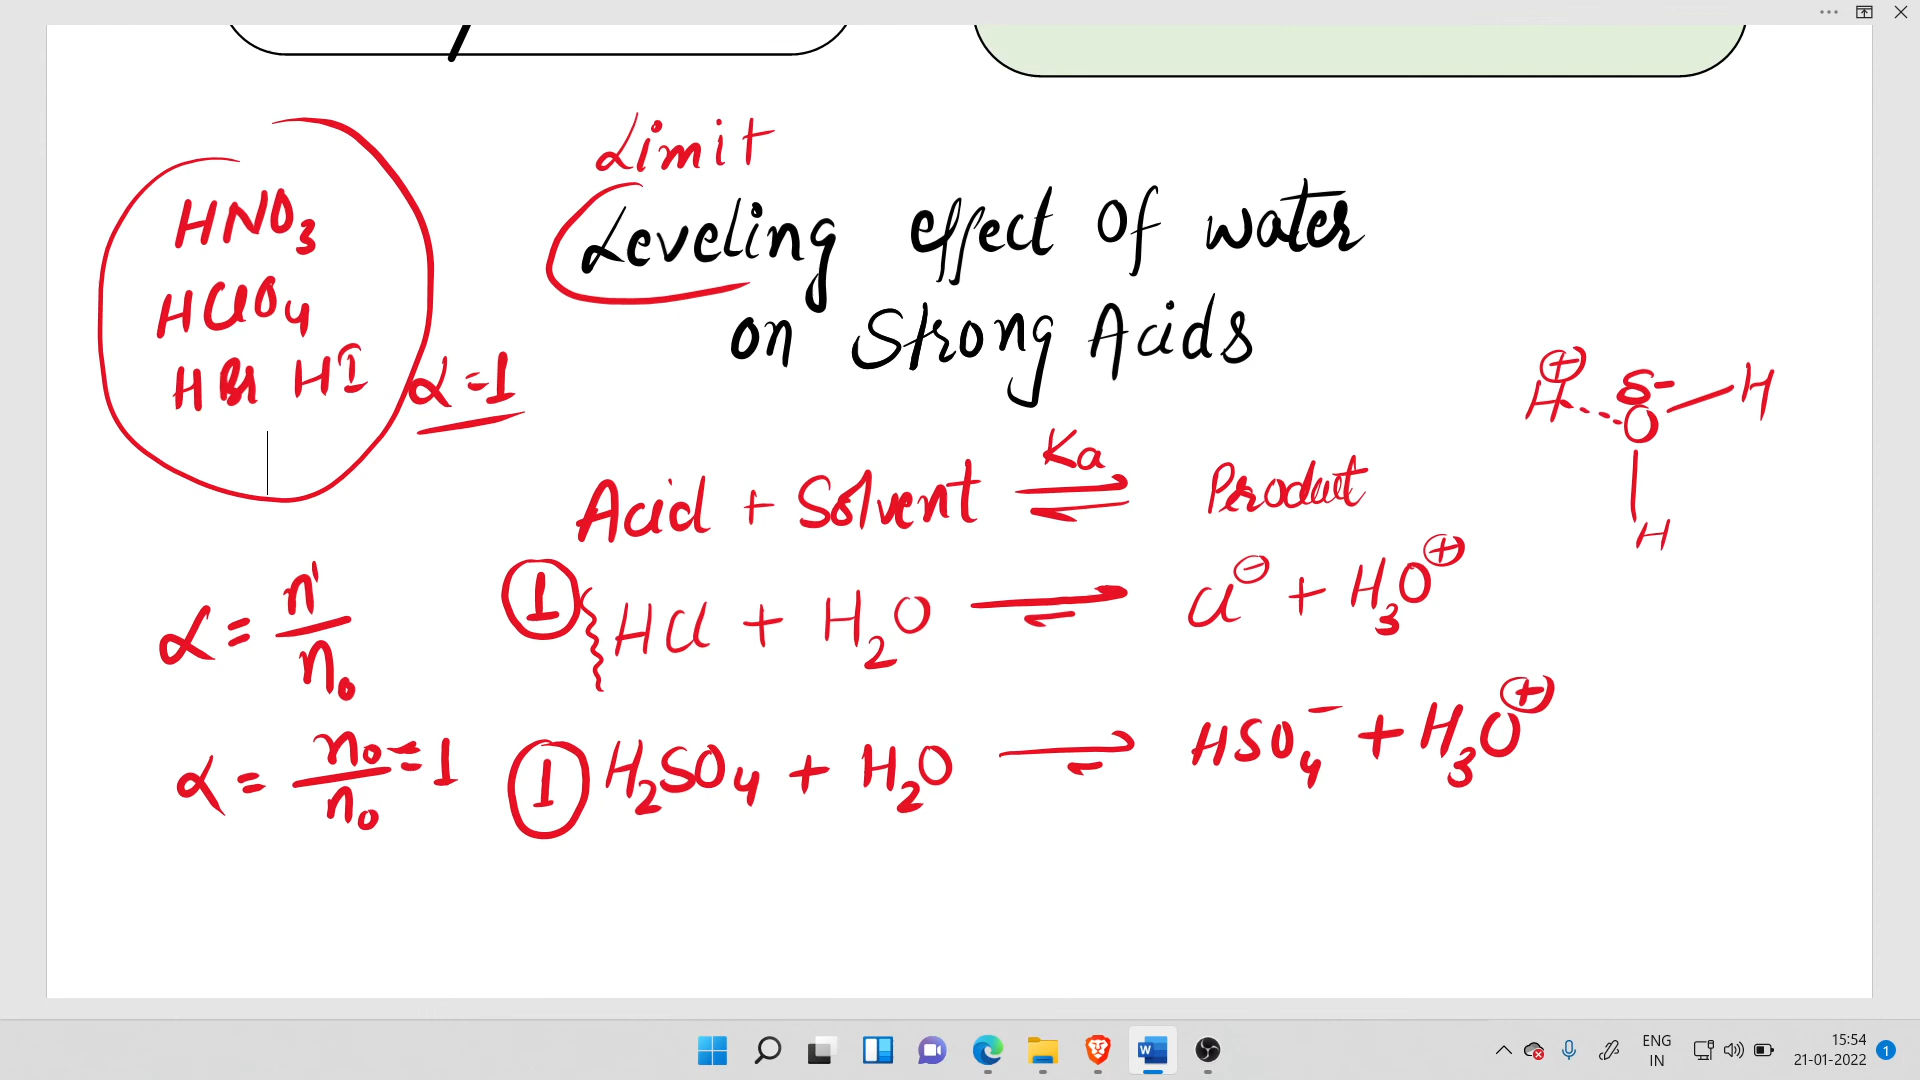 Limit
Leveling effect of water
on Strong Acids
HNO₃
HClO₄
HBr HI
α = 1
H⊕ Oδ- H
H
Acid + Solvent ⇌ Product
Ka
① { HCl + H₂O ⇌ Cl⊖ + H₃O⊕
α = n'/n₀
α = n₀/n₀ = 1
① H₂SO₄ + H₂O ⇌ HSO₄⁻ + H₃O⊕
W
ENG
IN
15:54
21-01-2022
1